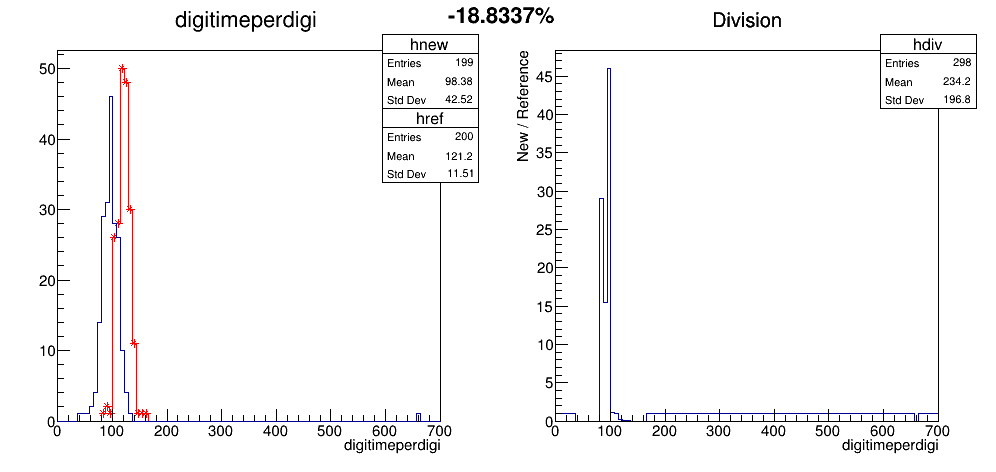 -18.8337%
digitimeperdigi
hnew
Entries 199
Mean 98.38
Std Dev 42.52
href
Entries 200
Mean 121.2
Std Dev 11.51
50
40
30
20
10
0
0 100 200 300 400 500 600 700
digitimeperdigi
Division
hdiv
Entries 298
Mean 234.2
Std Dev 196.8
New / Reference
45
40
35
30
25
20
15
10
5
0
0 100 200 300 400 500 600 700
digitimeperdigi